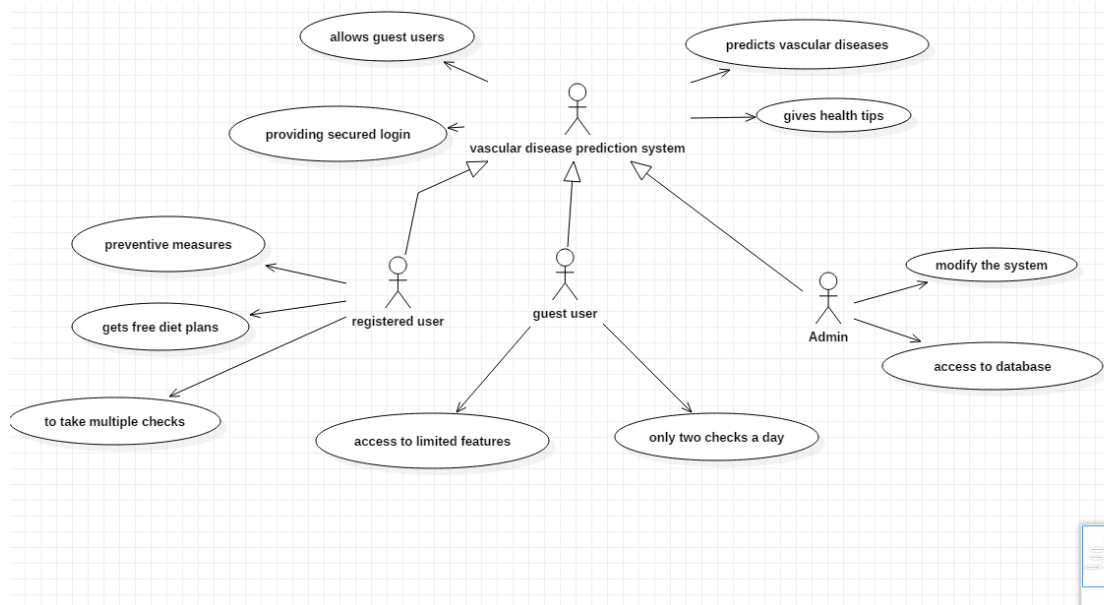 allows guest users
predicts vascular diseases
providing secured login
gives health tips
vascular disease prediction system
preventive measures
modify the system
gets free diet plans
registered user
guest user
Admin
access to database
to take multiple checks
access to limited features
only two checks a day